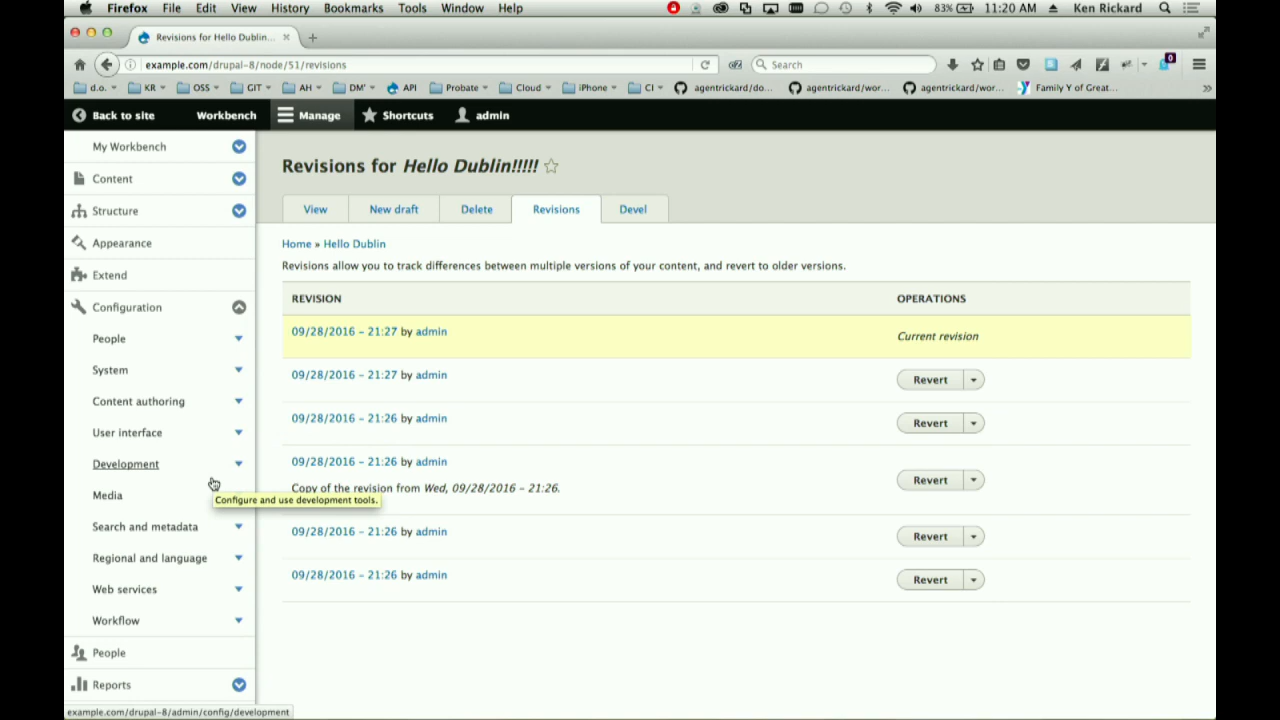 Firefox File Edit View History Bookmarks Tools Window Help 83% 11:20 AM Ken Rickard
Revisions for Hello Dublin...
example.com/drupal-8/node/51/revisions Search 0
d.o. KR OSS GIT AH DM' API Probate Cloud iPhone CI agentrickard/do... agentrickard/wor... agentrickard/wor... Family Y of Great...
Back to site Workbench Manage Shortcuts admin
My Workbench
Content
Structure
Appearance
Extend
Configuration
People
System
Content authoring
User interface
Development
Media
Search and metadata
Regional and language
Web services
Workflow
People
Reports
Revisions for Hello Dublin!!!!!
View New draft Delete Revisions Devel
Home » Hello Dublin
Revisions allow you to track differences between multiple versions of your content, and revert to older versions.
REVISION OPERATIONS
09/28/2016 – 21:27 by admin Current revision
09/28/2016 – 21:27 by admin Revert
09/28/2016 – 21:26 by admin Revert
09/28/2016 – 21:26 by admin Revert
Copy of the revision from Wed, 09/28/2016 – 21:26.
Configure and use development tools.
09/28/2016 – 21:26 by admin Revert
09/28/2016 – 21:26 by admin Revert
example.com/drupal-8/admin/config/development